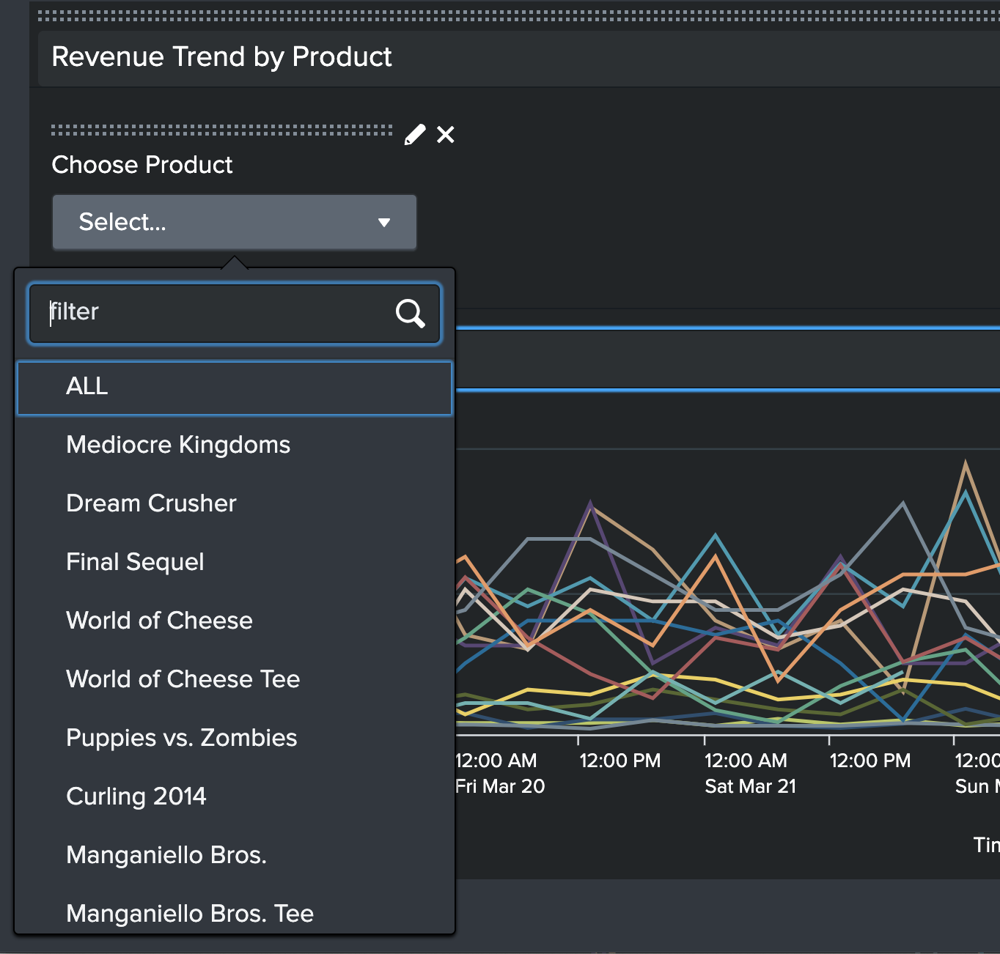 Revenue Trend by Product
Choose Product
Select...
filter
ALL
Mediocre Kingdoms
Dream Crusher
Final Sequel
World of Cheese
World of Cheese Tee
Puppies vs. Zombies
Curling 2014
Manganiello Bros.
Manganiello Bros. Tee
12:00 AM 12:00 PM 12:00 AM 12:00 PM 12:00
Fri Mar 20 Sat Mar 21 Sun